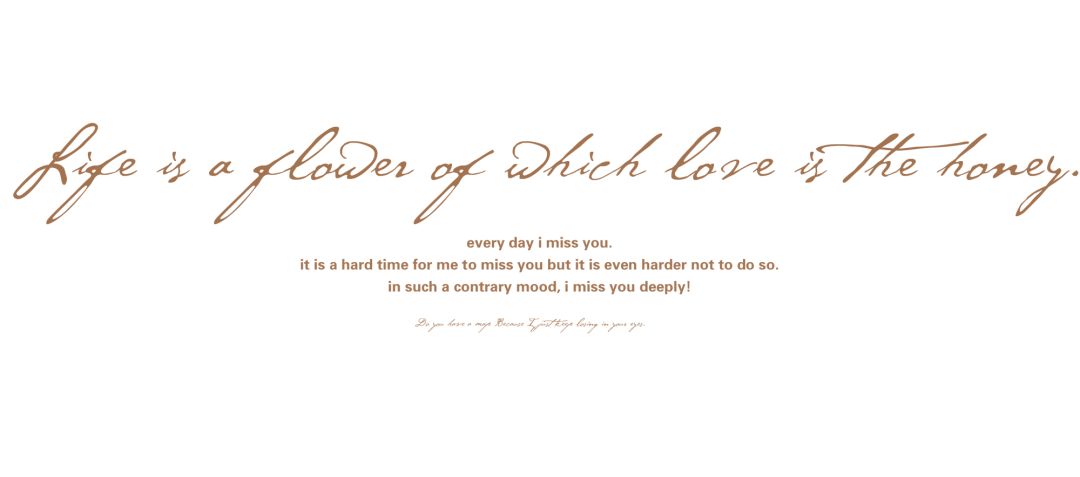 Life is a flower of which love is the honey.
every day i miss you.
it is a hard time for me to miss you but it is even harder not to do so.
in such a contrary mood, i miss you deeply!
Do you have a map Because I just keep losing in your eyes.